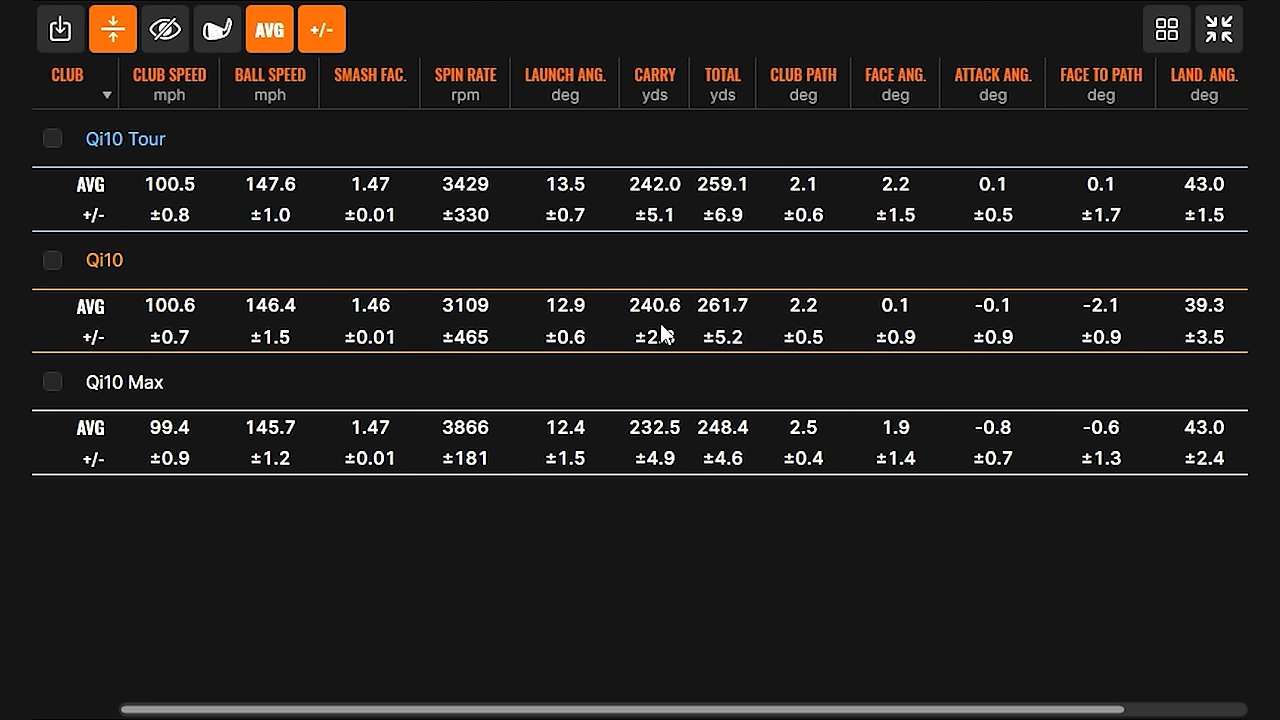 AVG +/-
CLUB CLUB SPEED BALL SPEED SMASH FAC. SPIN RATE LAUNCH ANG. CARRY TOTAL CLUB PATH FACE ANG. ATTACK ANG. FACE TO PATH LAND. ANG.
mph mph rpm deg yds yds deg deg deg deg deg
Qi10 Tour
AVG 100.5 147.6 1.47 3429 13.5 242.0 259.1 2.1 2.2 0.1 0.1 43.0
+/- ±0.8 ±1.0 ±0.01 ±330 ±0.7 ±5.1 ±6.9 ±0.6 ±1.5 ±0.5 ±1.7 ±1.5
Qi10
AVG 100.6 146.4 1.46 3109 12.9 240.6 261.7 2.2 0.1 -0.1 -2.1 39.3
+/- ±0.7 ±1.5 ±0.01 ±465 ±0.6 ±5.2 ±0.5 ±0.9 ±0.9 ±0.9 ±3.5
Qi10 Max
AVG 99.4 145.7 1.47 3866 12.4 232.5 248.4 2.5 1.9 -0.8 -0.6 43.0
+/- ±0.9 ±1.2 ±0.01 ±181 ±1.5 ±4.9 ±4.6 ±0.4 ±1.4 ±0.7 ±1.3 ±2.4